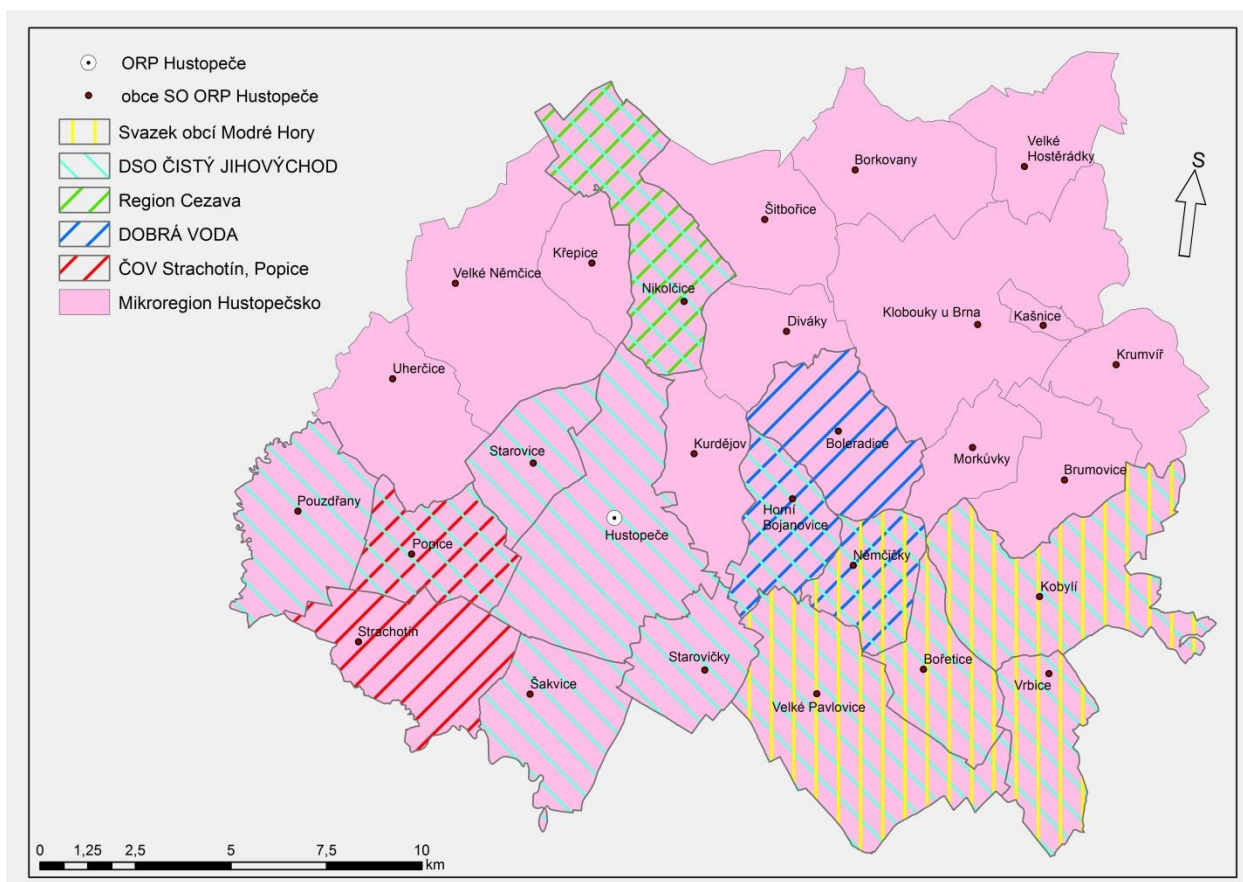 ORP Hustopeče
obce SO ORP Hustopeče
Svazek obcí Modré Hory
DSO ČISTÝ JIHOVÝCHOD
Region Cezava
DOBRÁ VODA
ČOV Strachotín, Popice
Mikroregion Hustopečsko
S
Velké
Hostěrádky
Borkovany
Šitbořice
Křepice
Velké Němčice
Nikolčice
Diváky
Klobouky u Brna
Kašnice
Krumvíř
Uherčice
Boleradice
Kurdějov
Starovice
Morkůvky
Brumovice
Pouzdřany
Horní
Bojanovice
Hustopeče
Popice
Němčičky
Kobylí
Strachotín
Starovičky
Bořetice
Vrbice
Šakvice
Velké Pavlovice
0 1,25 2,5 5 7,5 10
km